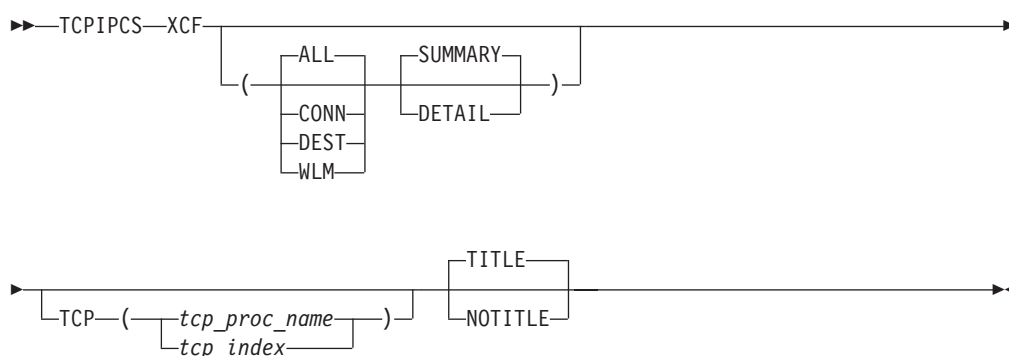 TCPIPCS XCF
ALL SUMMARY
( )
CONN DETAIL
DEST
WLM
TITLE
TCP ( tcp_proc_name ) NOTITLE
tcp_index